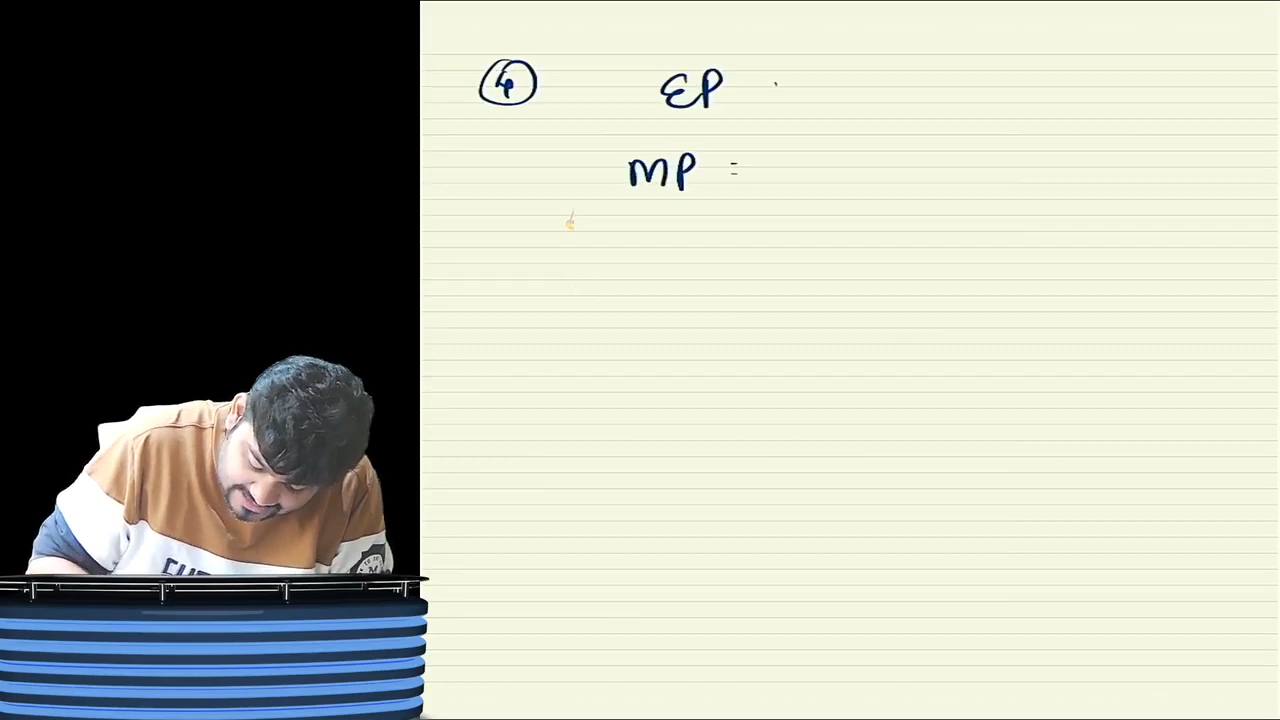 ④ EP
MP =